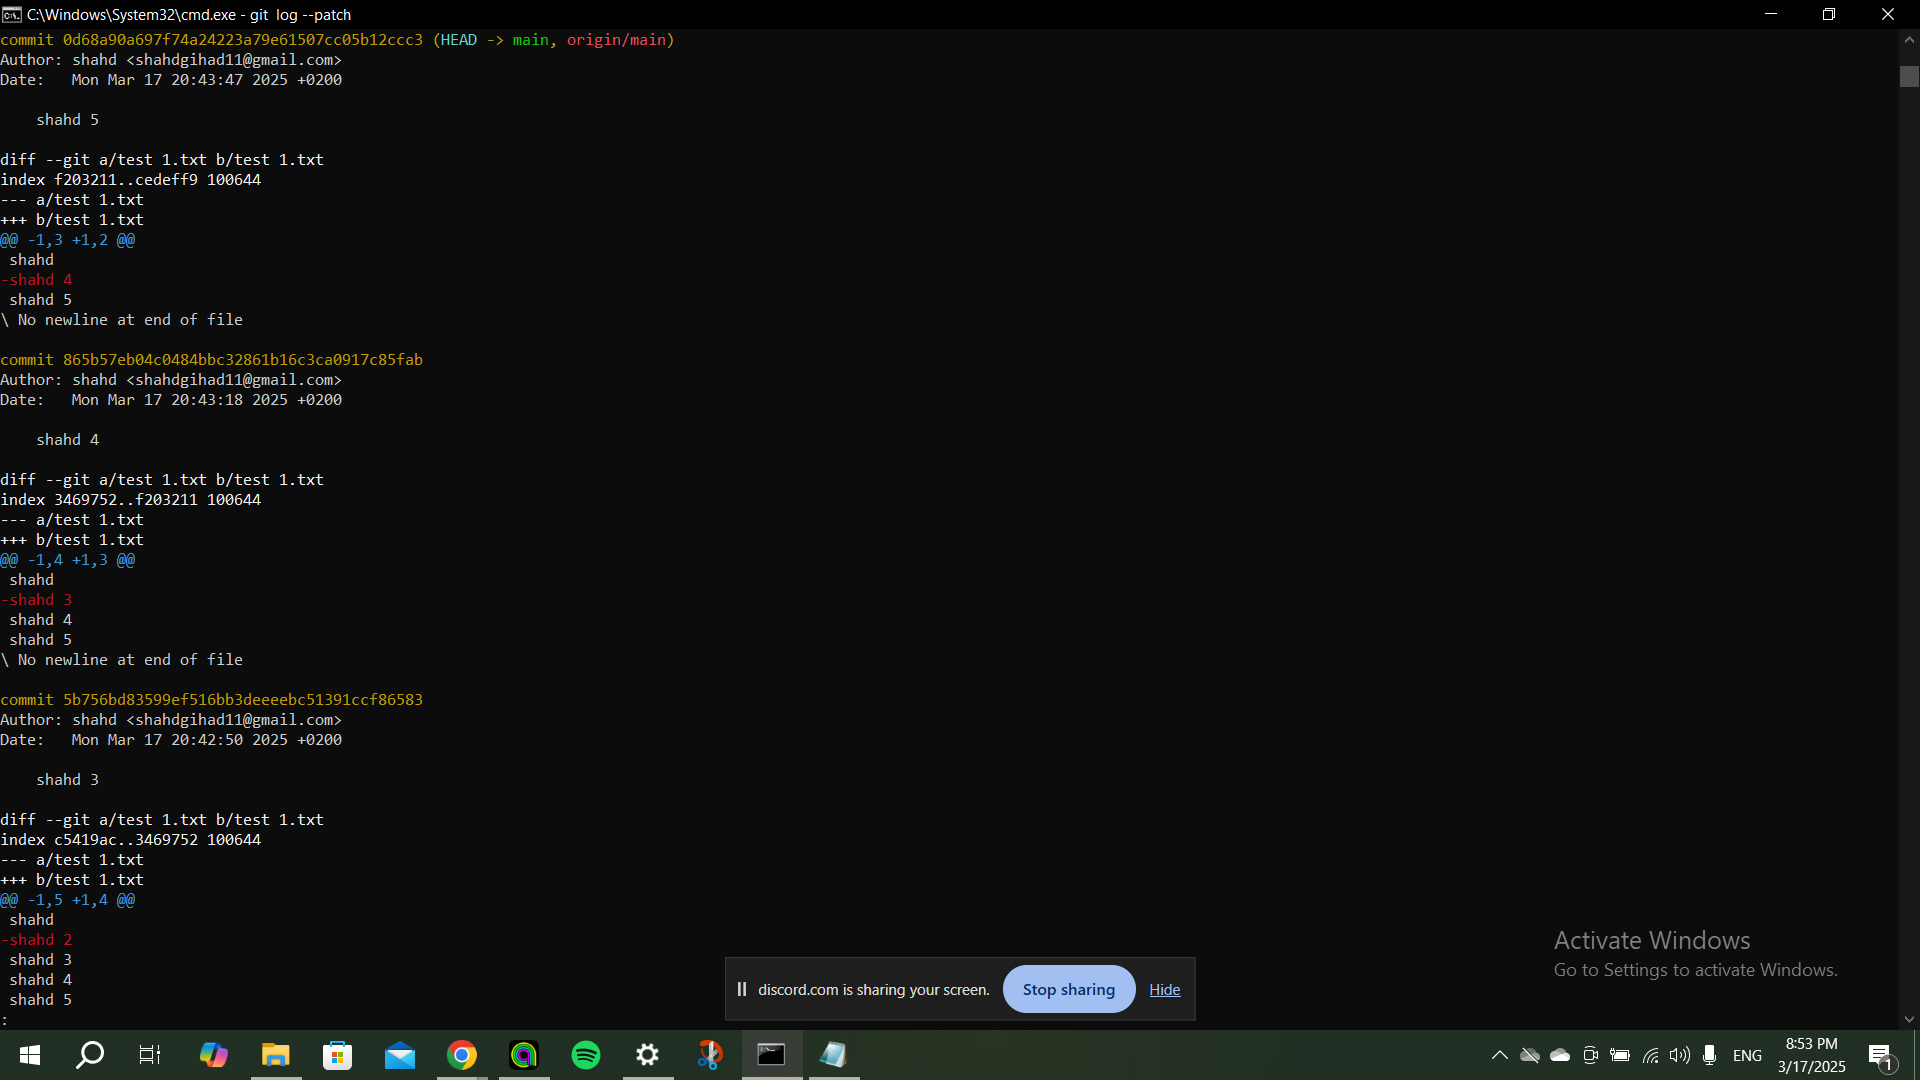 C:\Windows\System32\cmd.exe - git  log --patch
commit 0d68a90a697f74a24223a79e61507cc05b12ccc3 (HEAD -> main, origin/main)
Author: shahd <shahdgihad11@gmail.com>
Date:   Mon Mar 17 20:43:47 2025 +0200
    shahd 5
diff --git a/test 1.txt b/test 1.txt
index f203211..cedeff9 100644
--- a/test 1.txt
+++ b/test 1.txt
@@ -1,3 +1,2 @@
 shahd
-shahd 4
 shahd 5
\ No newline at end of file
commit 865b57eb04c0484bbc32861b16c3ca0917c85fab
Author: shahd <shahdgihad11@gmail.com>
Date:   Mon Mar 17 20:43:18 2025 +0200
    shahd 4
diff --git a/test 1.txt b/test 1.txt
index 3469752..f203211 100644
--- a/test 1.txt
+++ b/test 1.txt
@@ -1,4 +1,3 @@
 shahd
-shahd 3
 shahd 4
 shahd 5
\ No newline at end of file
commit 5b756bd83599ef516bb3deeeebc51391ccf86583
Author: shahd <shahdgihad11@gmail.com>
Date:   Mon Mar 17 20:42:50 2025 +0200
    shahd 3
diff --git a/test 1.txt b/test 1.txt
index c5419ac..3469752 100644
--- a/test 1.txt
+++ b/test 1.txt
@@ -1,5 +1,4 @@
 shahd
-shahd 2
 shahd 3
 shahd 4
 shahd 5
:
Activate Windows
Go to Settings to activate Windows.
discord.com is sharing your screen.
Stop sharing
Hide
ENG
8:53 PM
3/17/2025
1